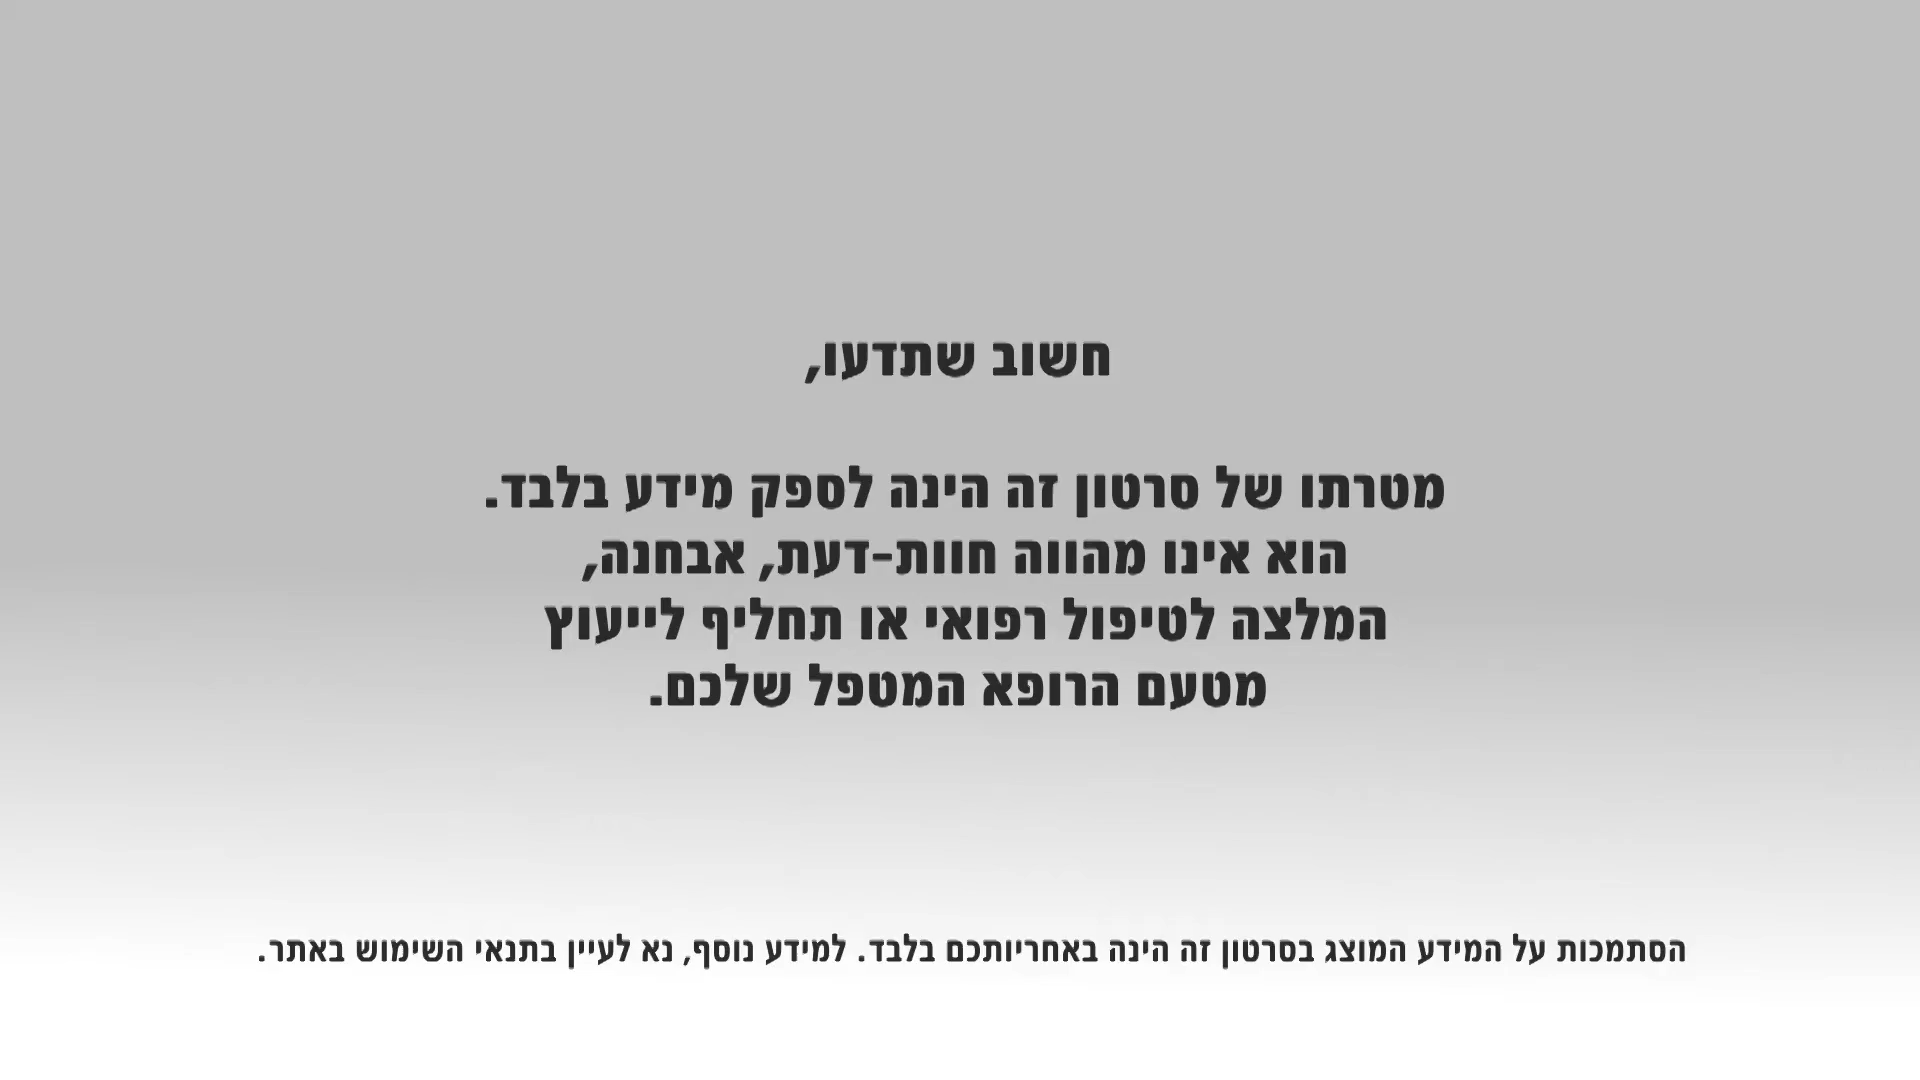 חשוב שתדעו,
מטרתו של סרטון זה הינה לספק מידע בלבד.
הוא אינו מהווה חוות-דעת, אבחנה,
המלצה לטיפול רפואי או תחליף לייעוץ
מטעם הרופא המטפל שלכם.
הסתמכות על המידע המוצג בסרטון זה הינה באחריותכם בלבד. למידע נוסף, נא לעיין בתנאי השימוש באתר.